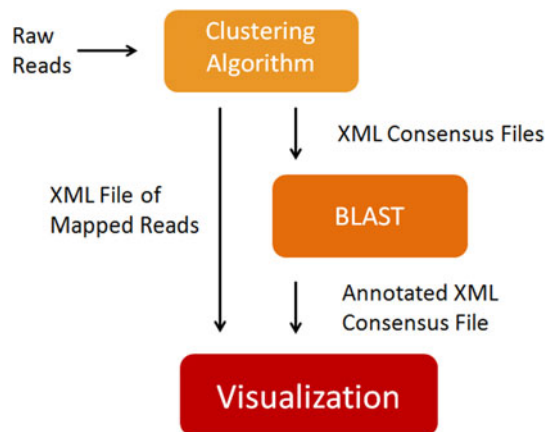 Raw
Reads
Clustering
Algorithm
XML Consensus Files
XML File of
Mapped Reads
BLAST
Annotated XML
Consensus File
Visualization